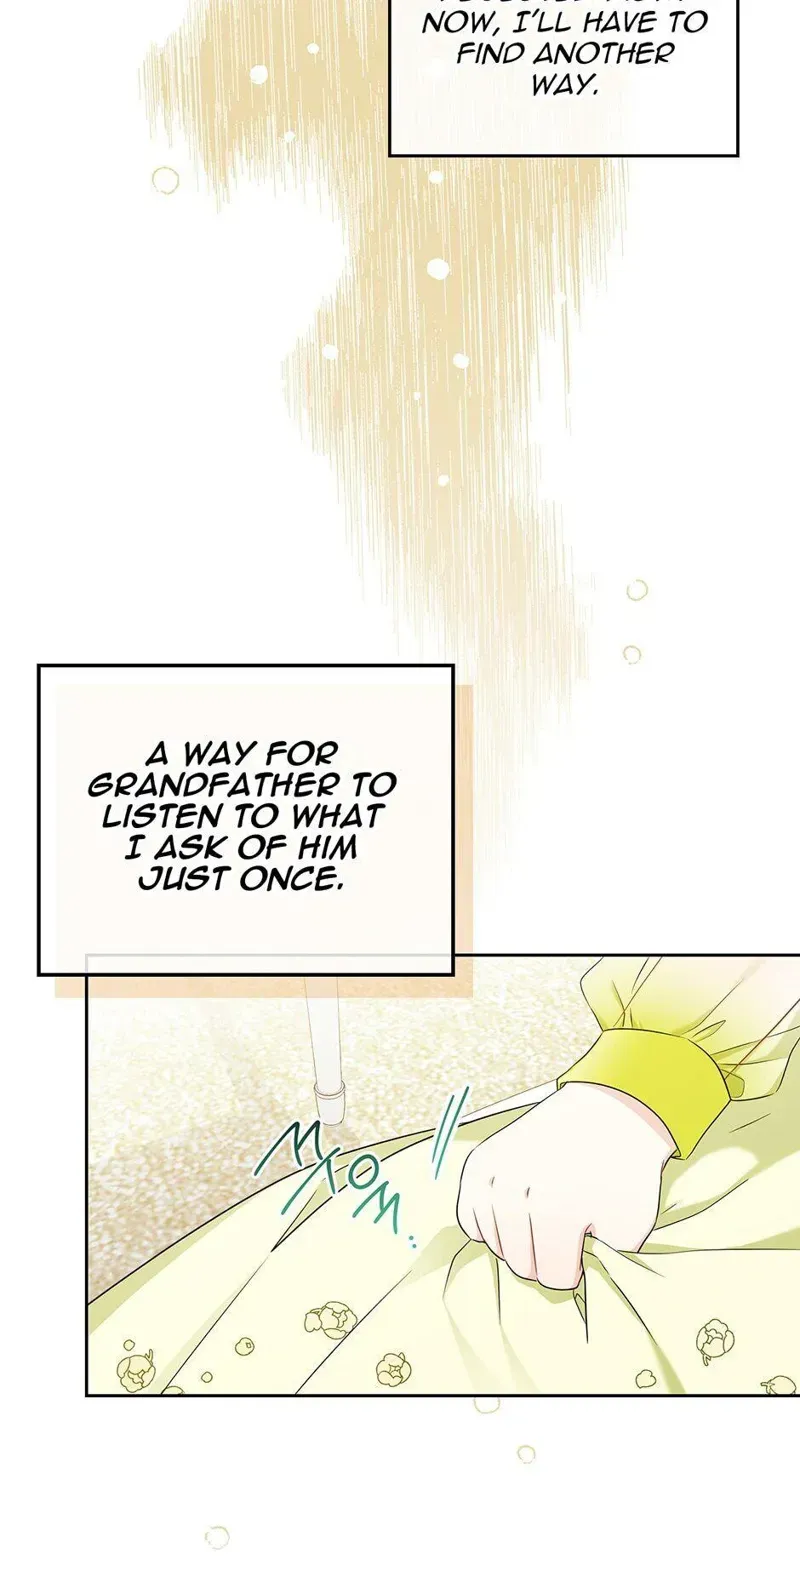 NOW, I'LL HAVE TO
FIND ANOTHER
WAY.
A WAY FOR
GRANDFATHER TO
LISTEN TO WHAT
I ASK OF HIM
JUST ONCE.